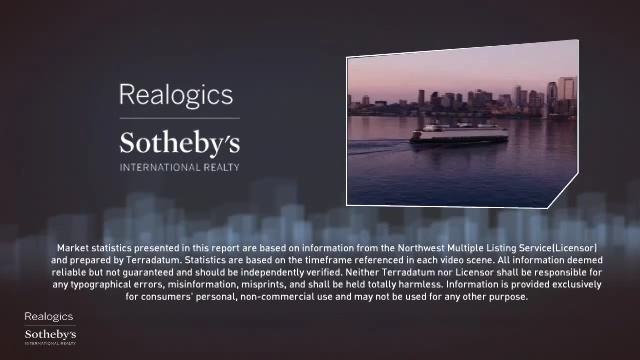 Realogics
Sotheby's
INTERNATIONAL REALTY
Market statistics presented in this report are based on information from the Northwest Multiple Listing Service(Licensor)
and prepared by Terradatum. Statistics are based on the timeframe referenced in each video scene. All information deemed
reliable but not guaranteed and should be independently verified. Neither Terradatum nor Licensor shall be responsible for
any typographical errors, misinformation, misprints, and shall be held totally harmless. Information is provided exclusively
for consumers' personal, non-commercial use and may not be used for any other purpose.
Realogics
Sotheby's
INTERNATIONAL REALTY